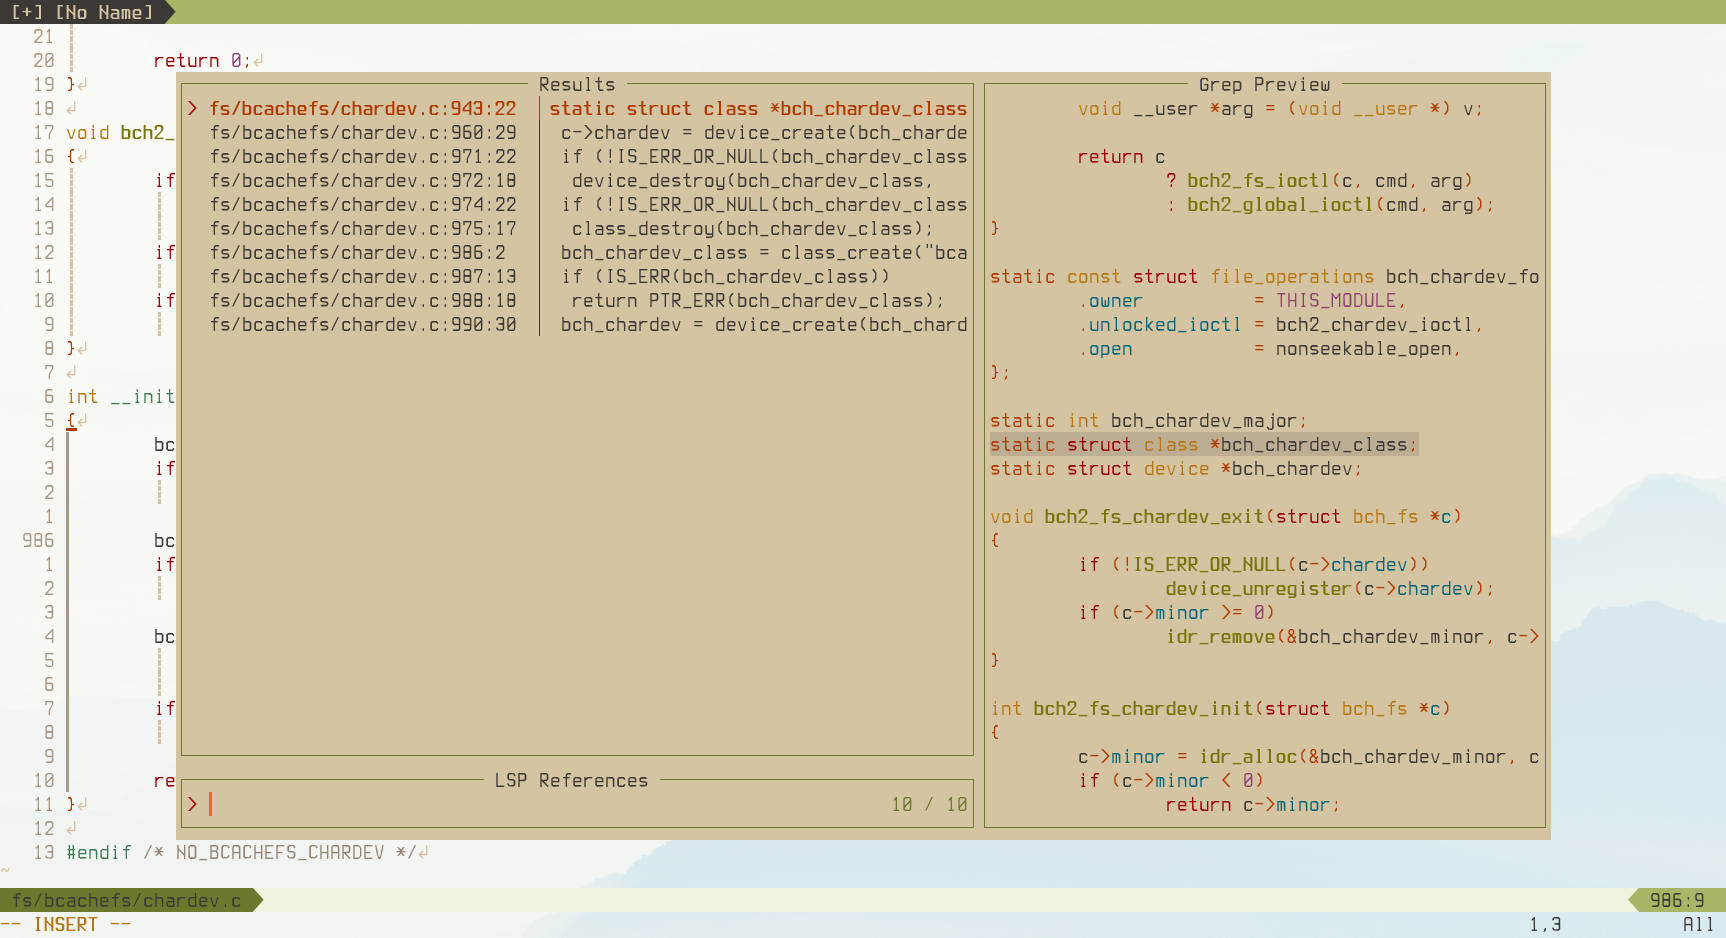 [+] [No Name]
21
20 return 0;↲
19 }↲
18 ↲
17 void bch2_
16 {↲
15 if
14
13
12 if
11
10 if
9
8 }↲
7 ↲
6 int __init
5 {↲
4 bc
3 if
2
1
986 bc
1 if
2
3
4 bc
5
6
7 if
8
9
10 re
11 }↲
12 ↲
13 #endif /* NO_BCACHEFS_CHARDEV */↲
~
Results
> fs/bcachefs/chardev.c:943:22 │static struct class *bch_chardev_class
fs/bcachefs/chardev.c:960:29 │ c->chardev = device_create(bch_charde
fs/bcachefs/chardev.c:971:22 │ if (!IS_ERR_OR_NULL(bch_chardev_class
fs/bcachefs/chardev.c:972:18 │ device_destroy(bch_chardev_class,
fs/bcachefs/chardev.c:974:22 │ if (!IS_ERR_OR_NULL(bch_chardev_class
fs/bcachefs/chardev.c:975:17 │ class_destroy(bch_chardev_class);
fs/bcachefs/chardev.c:986:2 │ bch_chardev_class = class_create("bca
fs/bcachefs/chardev.c:987:13 │ if (IS_ERR(bch_chardev_class))
fs/bcachefs/chardev.c:988:18 │ return PTR_ERR(bch_chardev_class);
fs/bcachefs/chardev.c:990:30 │ bch_chardev = device_create(bch_chard
LSP References
> 10 / 10
Grep Preview
void __user *arg = (void __user *) v;
return c
? bch2_fs_ioctl(c, cmd, arg)
: bch2_global_ioctl(cmd, arg);
}
static const struct file_operations bch_chardev_fo
.owner = THIS_MODULE,
.unlocked_ioctl = bch2_chardev_ioctl,
.open = nonseekable_open,
};
static int bch_chardev_major;
static struct class *bch_chardev_class;
static struct device *bch_chardev;
void bch2_fs_chardev_exit(struct bch_fs *c)
{
if (!IS_ERR_OR_NULL(c->chardev))
device_unregister(c->chardev);
if (c->minor >= 0)
idr_remove(&bch_chardev_minor, c->
}
int bch2_fs_chardev_init(struct bch_fs *c)
{
c->minor = idr_alloc(&bch_chardev_minor, c
if (c->minor < 0)
return c->minor;
fs/bcachefs/chardev.c 986:9
-- INSERT -- 1,3 All